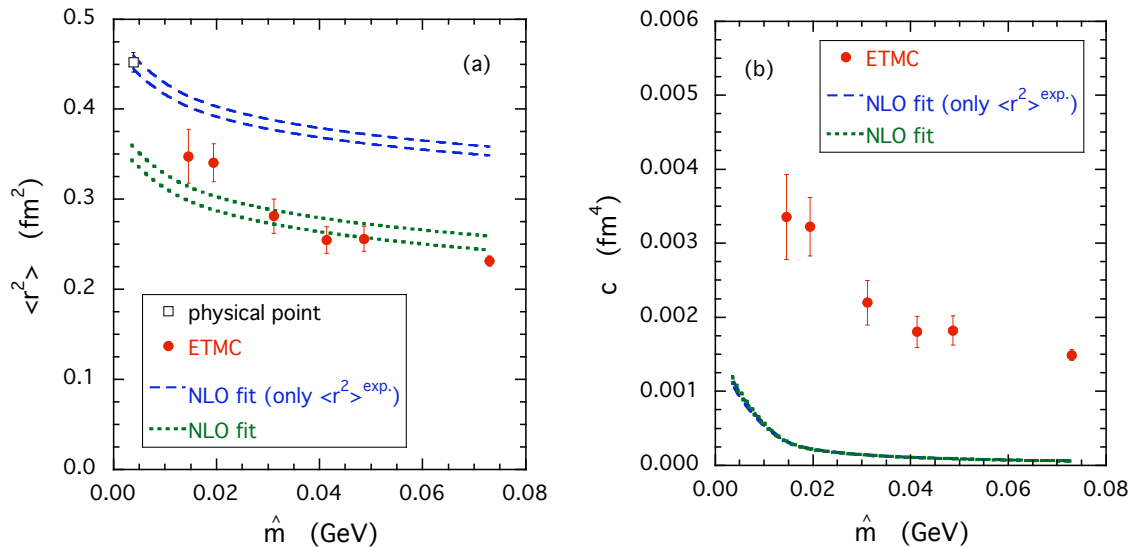 (a)
<r²> (fm²)
0.5
0.4
0.3
0.2
0.1
0.0
physical point
ETMC
NLO fit (only <r²>exp.)
NLO fit
0.00 0.02 0.04 0.06 0.08
m̂ (GeV)
(b)
c (fm⁴)
0.006
0.005
0.004
0.003
0.002
0.001
0.000
ETMC
NLO fit (only <r²>exp.)
NLO fit
0.00 0.02 0.04 0.06 0.08
m̂ (GeV)